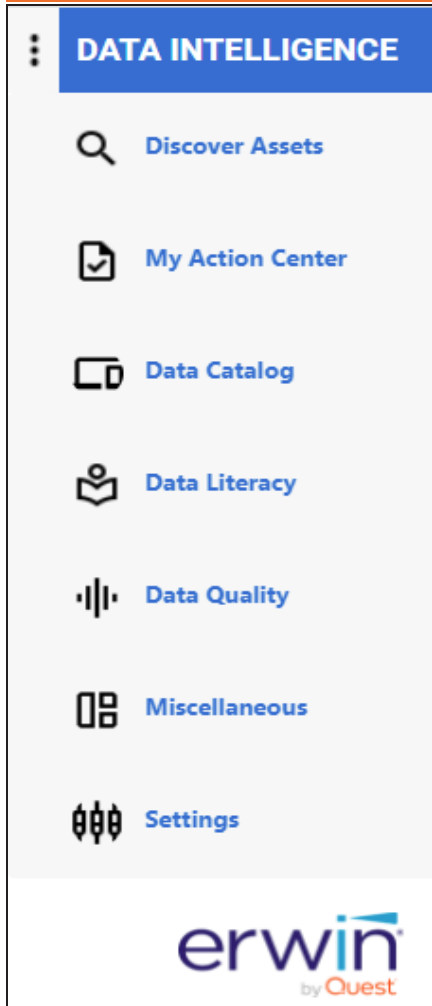 DATA INTELLIGENCE
Discover Assets
My Action Center
Data Catalog
Data Literacy
Data Quality
Miscellaneous
Settings
erwin
by Quest